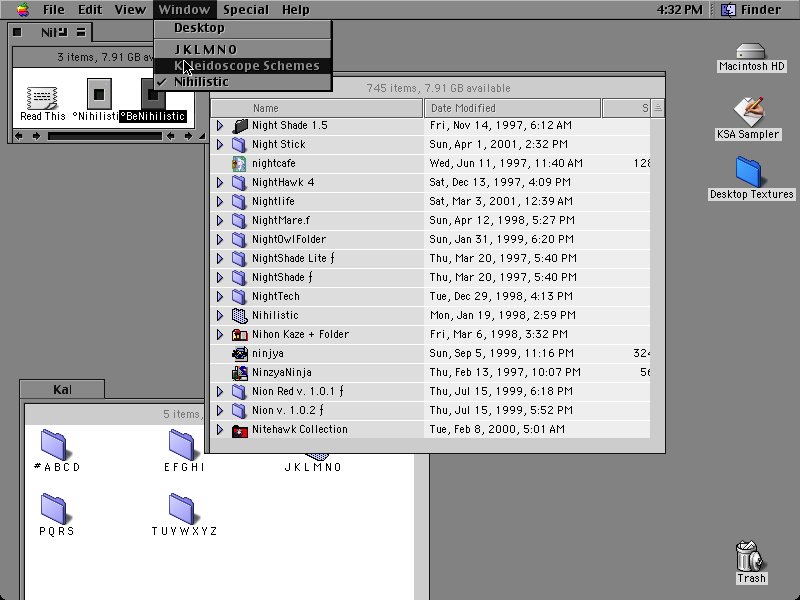 File Edit View Window Special Help 4:32 PM Finder
Desktop
JKLMNO
Kaleidoscope Schemes
Nihilistic
3 items, 7.91 GB av
Read This °Nihilisti °BeNihilistic
745 items, 7.91 GB available
Name Date Modified S
Night Shade 1.5 Fri, Nov 14, 1997, 6:12 AM
Night Stick Sun, Apr 1, 2001, 2:32 PM
nightcafe Wed, Jun 11, 1997, 11:40 AM 128
NightHawk 4 Sat, Dec 13, 1997, 4:09 PM
Nightlife Sat, Mar 3, 2001, 12:39 AM
NightMare.f Sun, Apr 12, 1998, 5:27 PM
NightOwlFolder Sun, Jan 31, 1999, 6:20 PM
NightShade Lite ƒ Thu, Mar 20, 1997, 5:40 PM
NightShade ƒ Thu, Mar 20, 1997, 5:40 PM
NightTech Tue, Dec 29, 1998, 4:13 PM
Nihilistic Mon, Jan 19, 1998, 2:59 PM
Nihon Kaze + Folder Fri, Mar 6, 1998, 3:32 PM
ninjya Sun, Sep 5, 1999, 11:16 PM 324
NinzyaNinja Thu, Feb 13, 1997, 10:07 PM 56
Nion Red v. 1.0.1 ƒ Thu, Jul 15, 1999, 6:18 PM
Nion v. 1.0.2 ƒ Thu, Jul 15, 1999, 5:52 PM
Nitehawk Collection Tue, Feb 8, 2000, 5:01 AM
Kal
5 items,
#ABCD EFGHI JKLMNO
PQRS TUVWXYZ
Macintosh HD
KSA Sampler
Desktop Textures
Trash